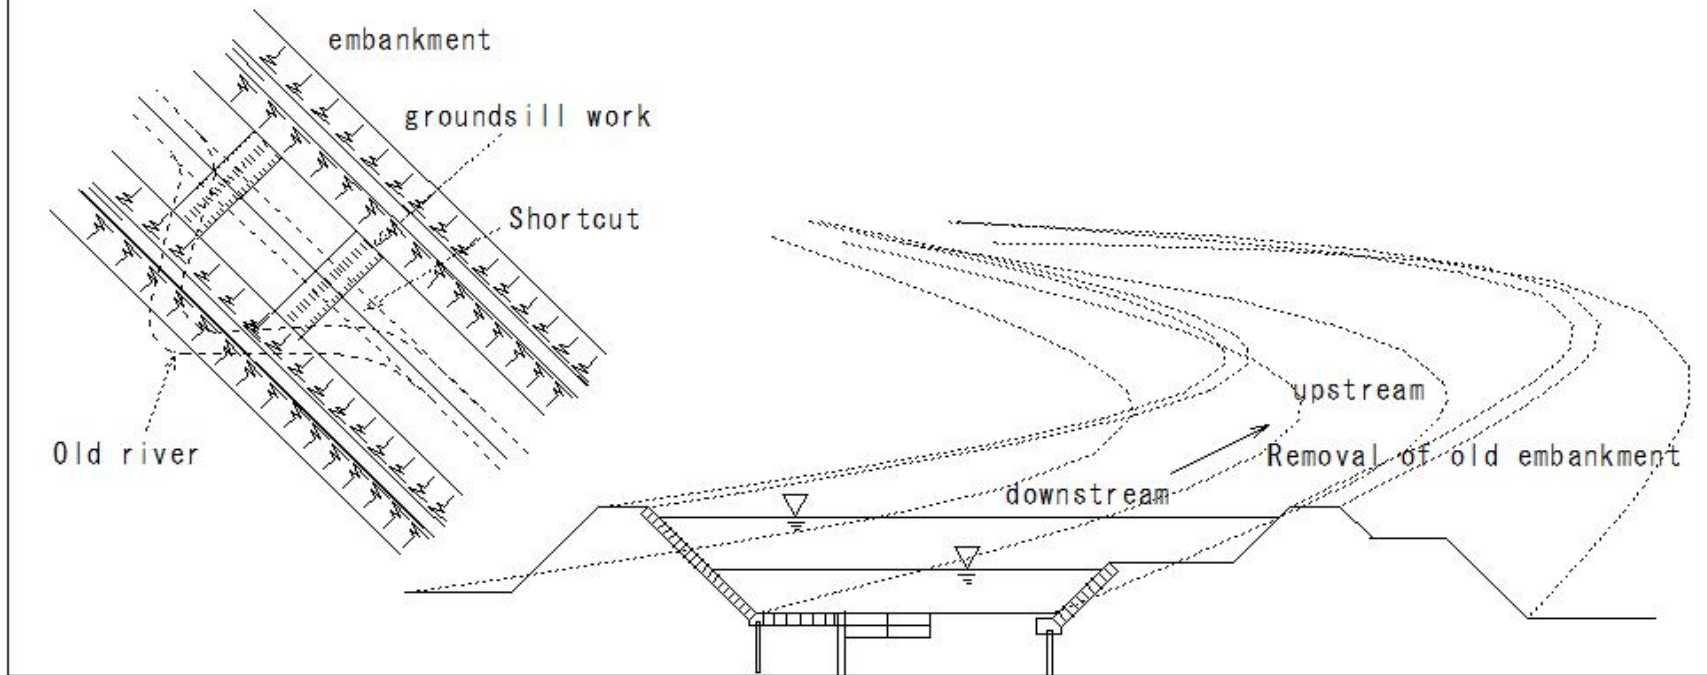 embankment
groundsill work
Shortcut
Old river
upstream
Removal of old embankment
downstream